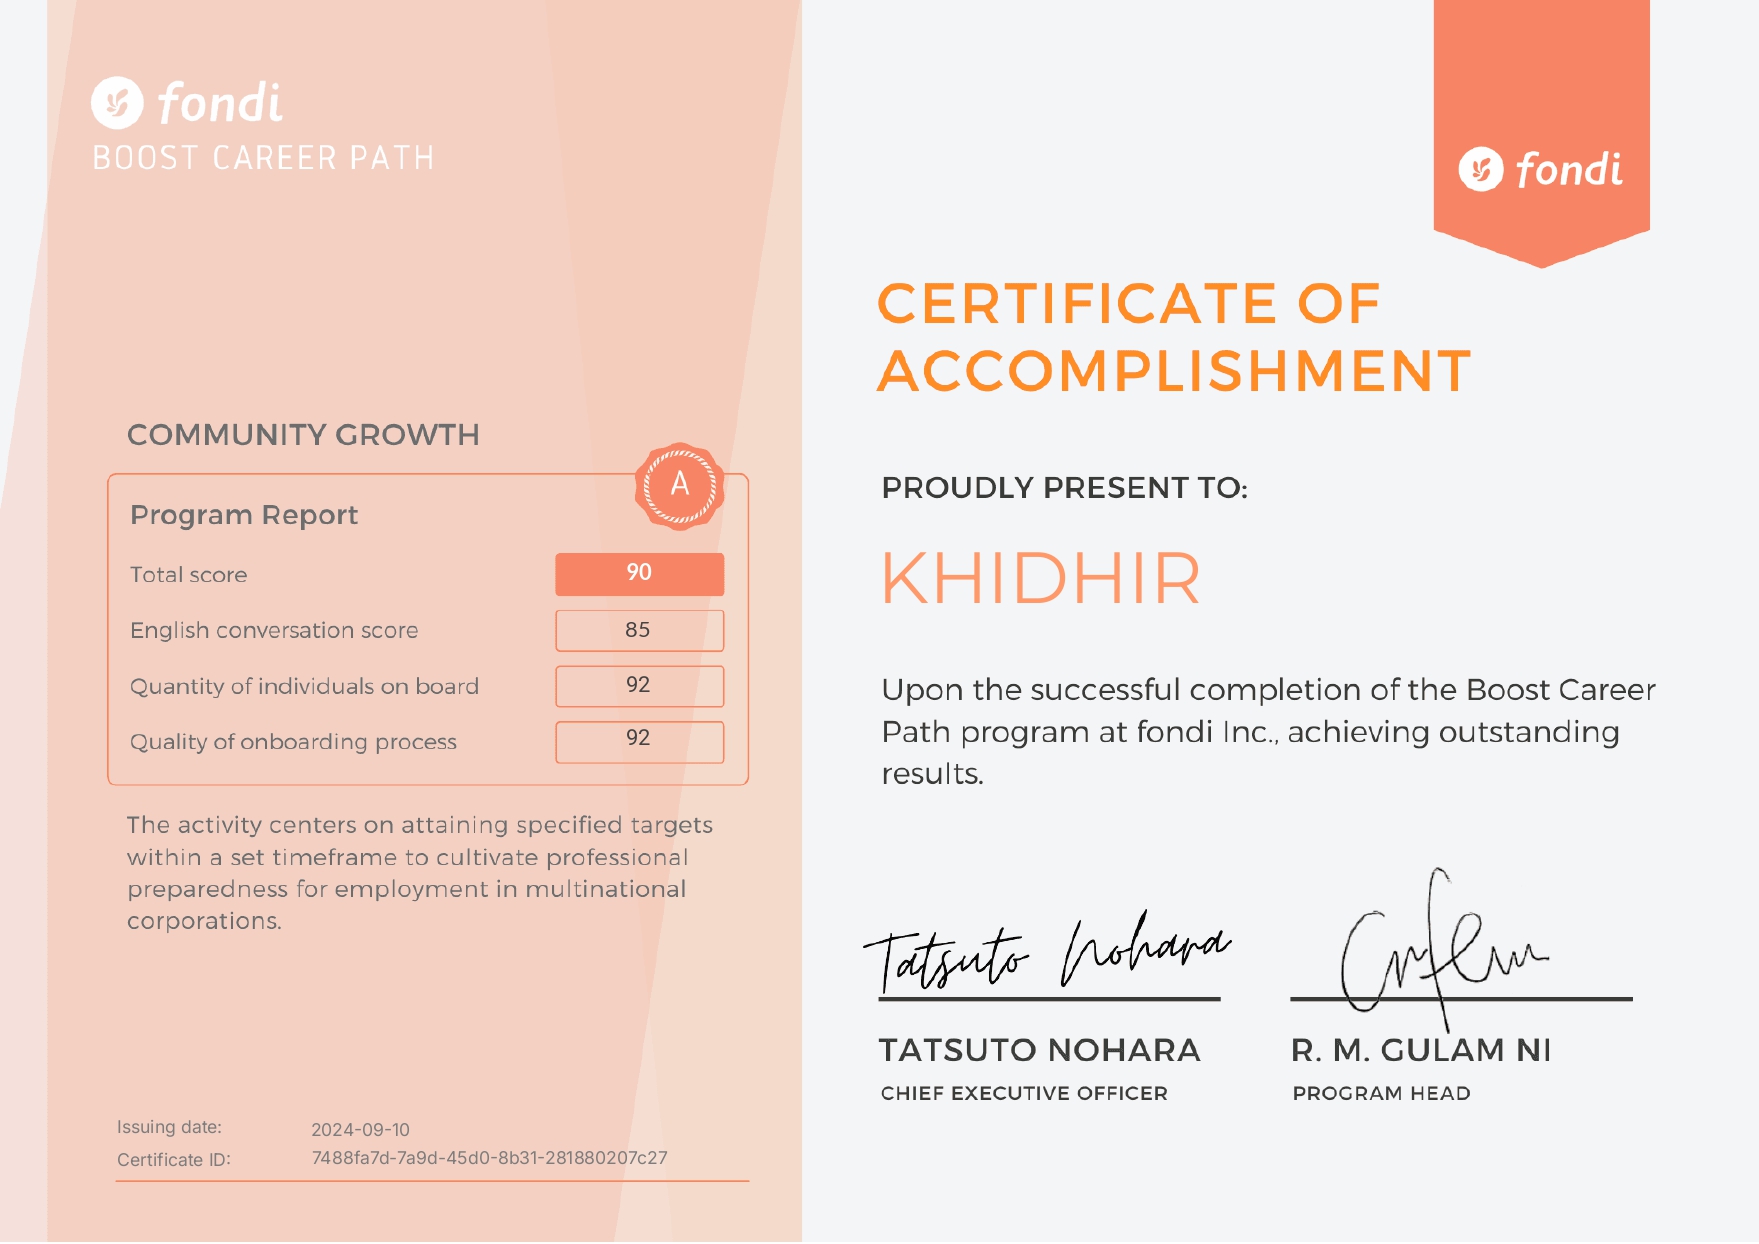 fondi
BOOST CAREER PATH
COMMUNITY GROWTH
A
Program Report
Total score 90
English conversation score 85
Quantity of individuals on board 92
Quality of onboarding process 92
The activity centers on attaining specified targets
within a set timeframe to cultivate professional
preparedness for employment in multinational
corporations.
Issuing date: 2024-09-10
Certificate ID: 7488fa7d-7a9d-45d0-8b31-281880207c27
fondi
CERTIFICATE OF
ACCOMPLISHMENT
PROUDLY PRESENT TO:
KHIDHIR
Upon the successful completion of the Boost Career
Path program at fondi Inc., achieving outstanding
results.
Tatsuto Nohara
TATSUTO NOHARA
CHIEF EXECUTIVE OFFICER
R. M. GULAM NI
PROGRAM HEAD